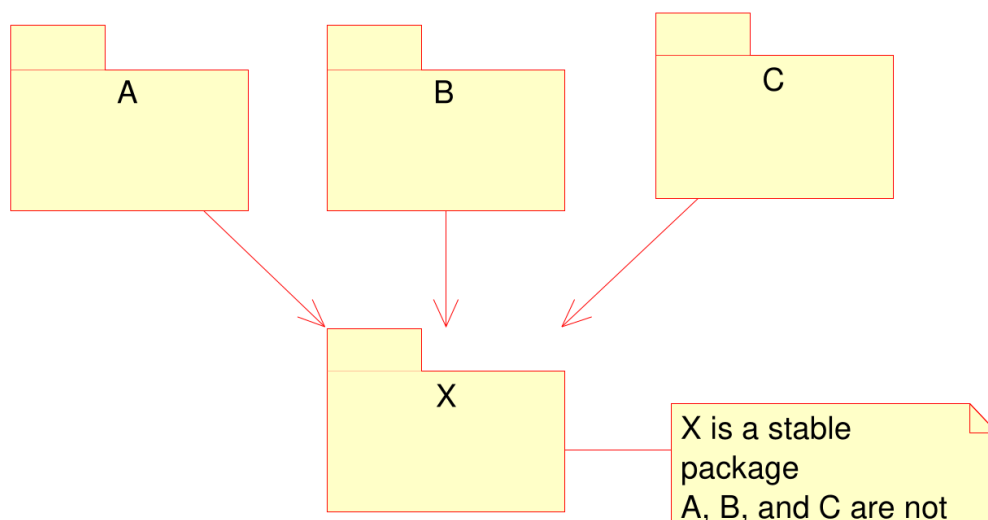 A
B
C
X
X is a stable
package
A, B, and C are not